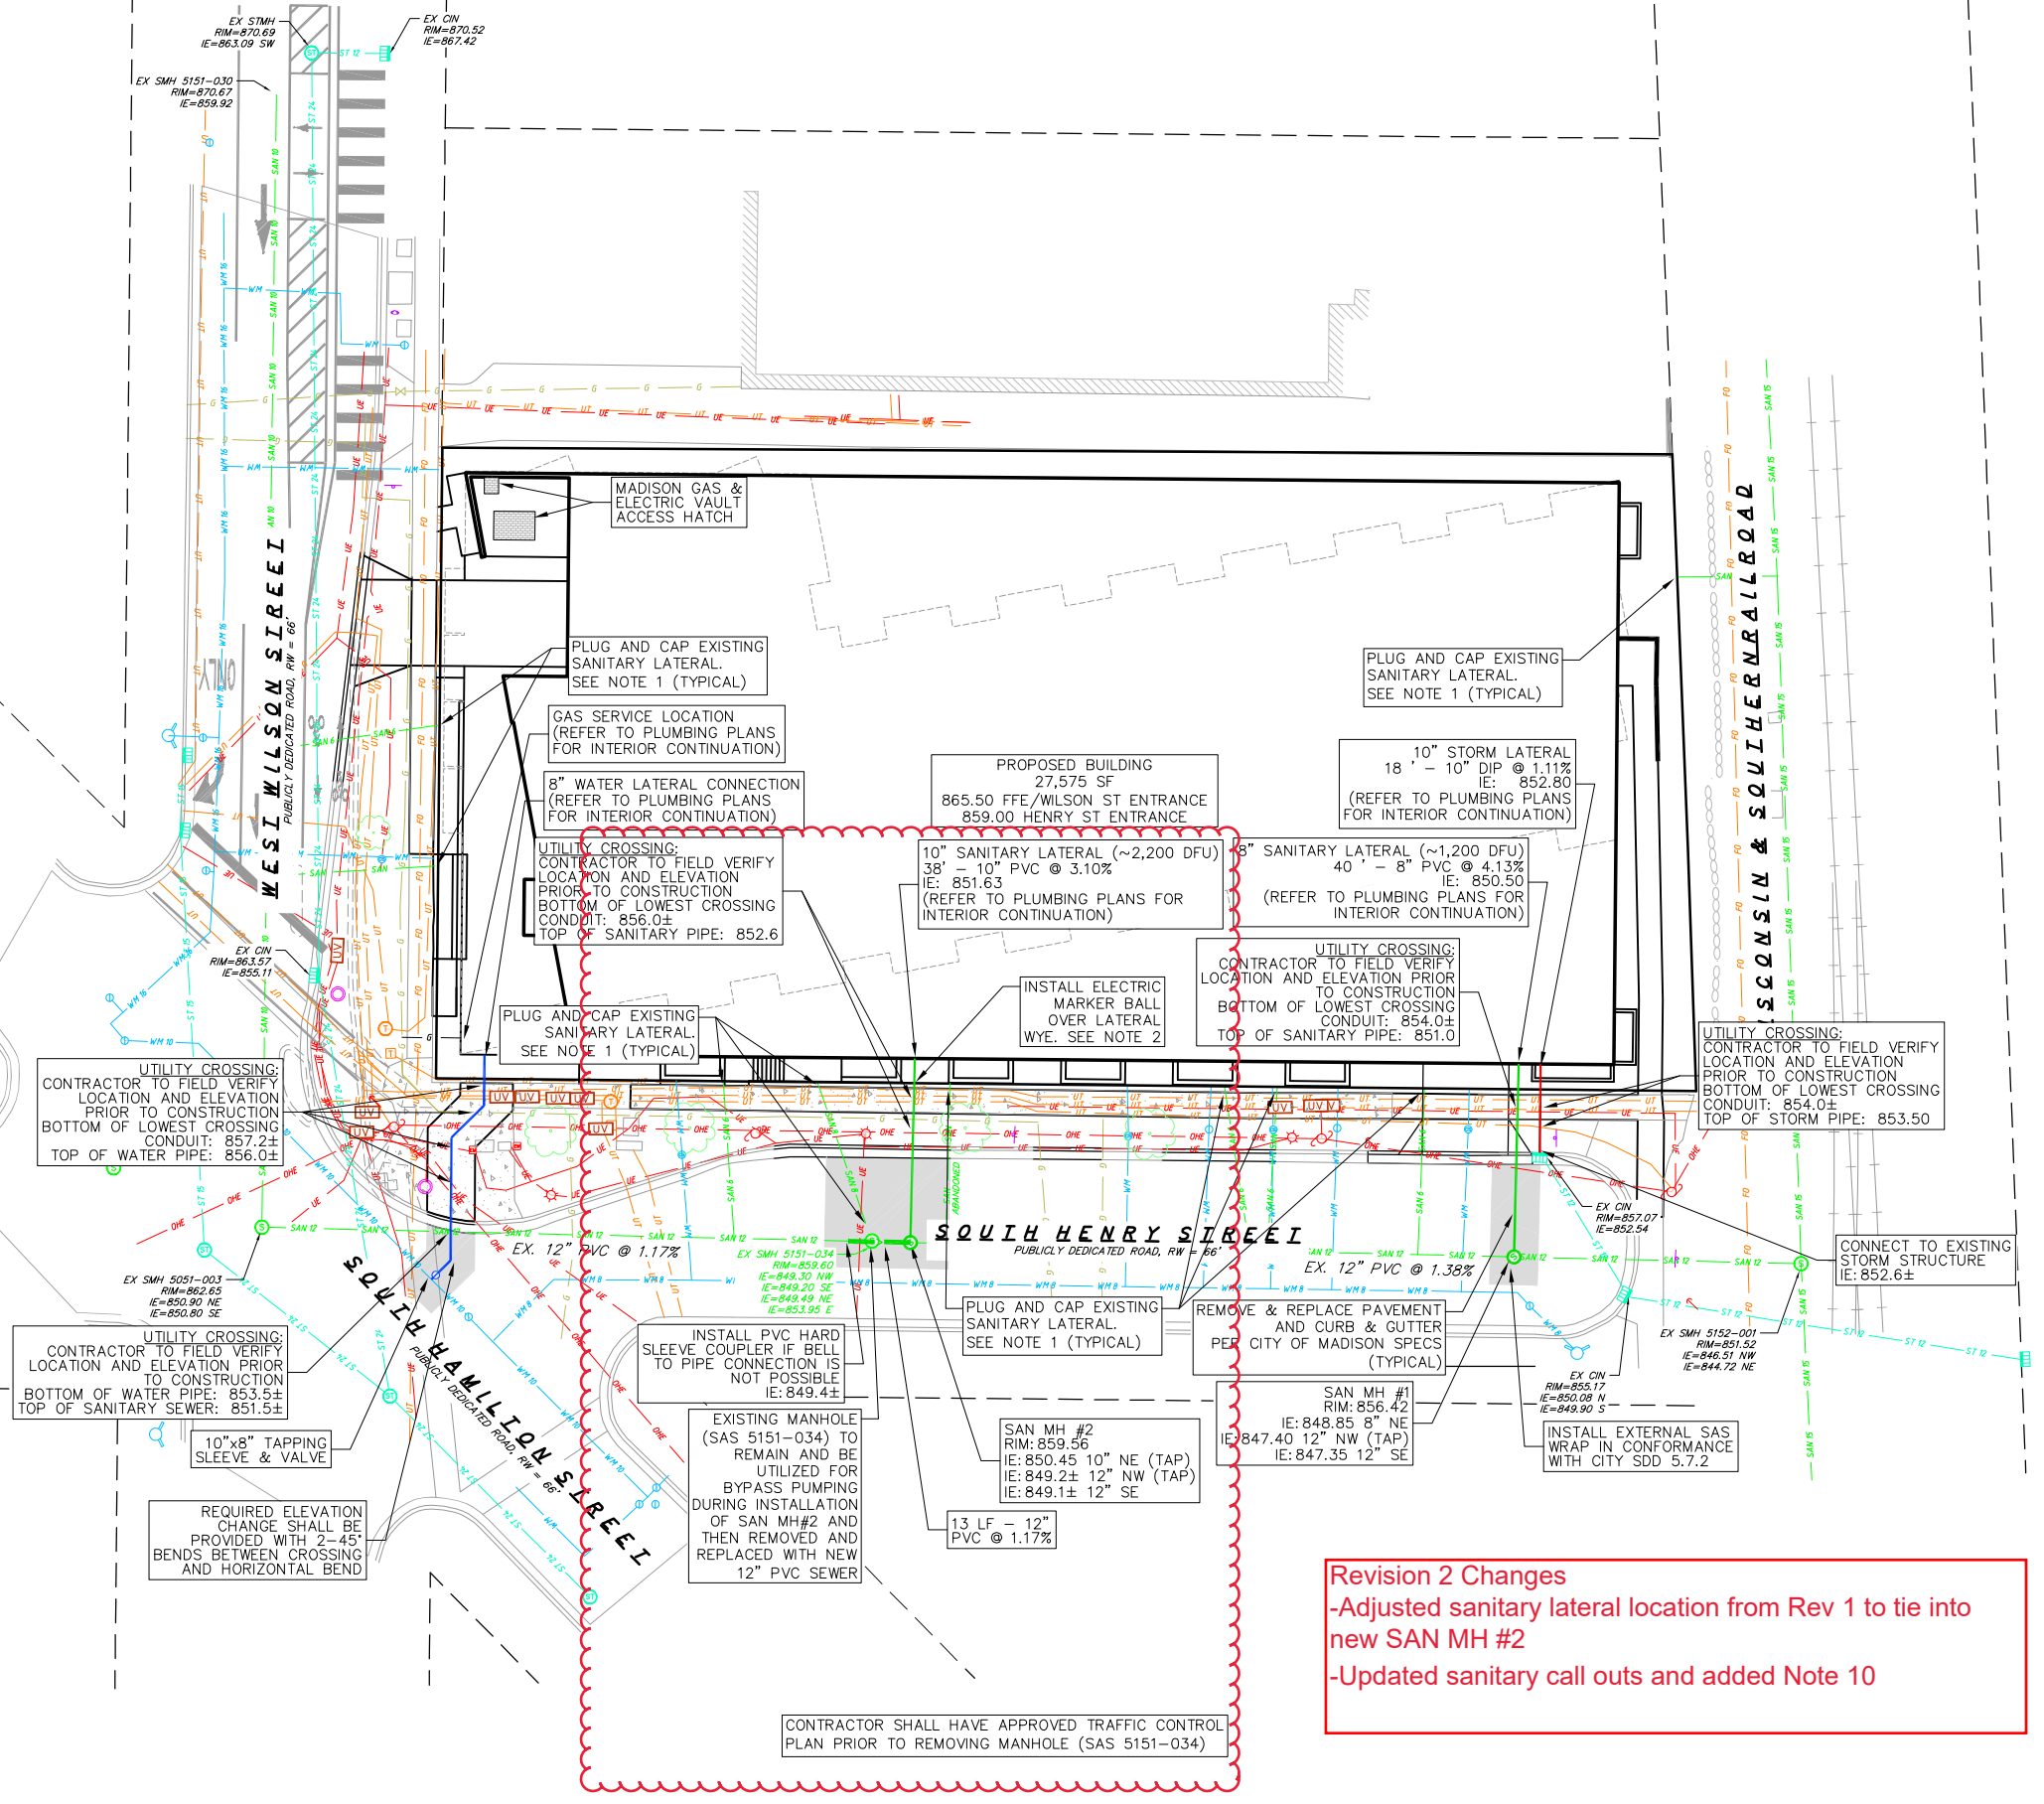 EX STMH
RIM=870.69
IE=863.09 SW
EX CIN
RIM=870.52
IE=867.42
EX SMH 5151-030
RIM=870.67
IE=859.92
MADISON GAS &
ELECTRIC VAULT
ACCESS HATCH
WEST WILLSON STREET
PUBLICLY DEDICATED ROAD, RW = 66'
ONLY
PLUG AND CAP EXISTING
SANITARY LATERAL.
SEE NOTE 1 (TYPICAL)
GAS SERVICE LOCATION
(REFER TO PLUMBING PLANS
FOR INTERIOR CONTINUATION)
8" WATER LATERAL CONNECTION
(REFER TO PLUMBING PLANS
FOR INTERIOR CONTINUATION)
PROPOSED BUILDING
27,575 SF
865.50 FFE/WILSON ST ENTRANCE
859.00 HENRY ST ENTRANCE
PLUG AND CAP EXISTING
SANITARY LATERAL.
SEE NOTE 1 (TYPICAL)
10" STORM LATERAL
18 ' - 10" DIP @ 1.11%
IE: 852.80
(REFER TO PLUMBING PLANS
FOR INTERIOR CONTINUATION)
ISCONSIN & SOUTHERNRAILROAD
UTILITY CROSSING:
CONTRACTOR TO FIELD VERIFY
LOCATION AND ELEVATION
PRIOR TO CONSTRUCTION
BOTTOM OF LOWEST CROSSING
CONDUIT: 856.0±
TOP OF SANITARY PIPE: 852.6
10" SANITARY LATERAL (~2,200 DFU)
38' - 10" PVC @ 3.10%
IE: 851.63
(REFER TO PLUMBING PLANS FOR
INTERIOR CONTINUATION)
8" SANITARY LATERAL (~1,200 DFU)
40 ' - 8" PVC @ 4.13%
IE: 850.50
(REFER TO PLUMBING PLANS FOR
INTERIOR CONTINUATION)
EX CIN
RIM=863.57
IE=855.11
PLUG AND CAP EXISTING
SANITARY LATERAL.
SEE NOTE 1 (TYPICAL)
INSTALL ELECTRIC
MARKER BALL
OVER LATERAL
WYE. SEE NOTE 2
UTILITY CROSSING:
CONTRACTOR TO FIELD VERIFY
LOCATION AND ELEVATION PRIOR
TO CONSTRUCTION
BOTTOM OF LOWEST CROSSING
CONDUIT: 854.0±
TOP OF SANITARY PIPE: 851.0
UTILITY CROSSING:
CONTRACTOR TO FIELD VERIFY
LOCATION AND ELEVATION
PRIOR TO CONSTRUCTION
BOTTOM OF LOWEST CROSSING
CONDUIT: 854.0±
TOP OF STORM PIPE: 853.50
UTILITY CROSSING:
CONTRACTOR TO FIELD VERIFY
LOCATION AND ELEVATION
PRIOR TO CONSTRUCTION
BOTTOM OF LOWEST CROSSING
CONDUIT: 857.2±
TOP OF WATER PIPE: 856.0±
ABANDONED
SOUTH HENRY STREET
PUBLICLY DEDICATED ROAD, RW = 66'
EX. 12" PVC @ 1.17%
EX. 12" PVC @ 1.38%
EX SMH 5151-034
RIM=859.60
IE=849.30 NW
IE=849.20 SE
IE=849.49 NE
IE=853.95 E
EX CIN
RIM=857.07
IE=852.54
CONNECT TO EXISTING
STORM STRUCTURE
IE: 852.6±
EX SMH 5051-003
RIM=862.65
IE=850.90 NE
IE=850.80 SE
SOUTH HAMILTON STREET
PUBLICLY DEDICATED ROAD, RW = 66'
PLUG AND CAP EXISTING
SANITARY LATERAL.
SEE NOTE 1 (TYPICAL)
REMOVE & REPLACE PAVEMENT
AND CURB & GUTTER
PER CITY OF MADISON SPECS
(TYPICAL)
EX SMH 5152-001
RIM=851.52
IE=846.51 NW
IE=844.72 NE
UTILITY CROSSING:
CONTRACTOR TO FIELD VERIFY
LOCATION AND ELEVATION PRIOR
TO CONSTRUCTION
BOTTOM OF WATER PIPE: 853.5±
TOP OF SANITARY SEWER: 851.5±
INSTALL PVC HARD
SLEEVE COUPLER IF BELL
TO PIPE CONNECTION IS
NOT POSSIBLE
IE: 849.4±
EX CIN
RIM=855.17
IE=850.08 N
IE=849.90 S
10"x8" TAPPING
SLEEVE & VALVE
EXISTING MANHOLE
(SAS 5151-034) TO
REMAIN AND BE
UTILIZED FOR
BYPASS PUMPING
DURING INSTALLATION
OF SAN MH#2 AND
THEN REMOVED AND
REPLACED WITH NEW
12" PVC SEWER
SAN MH #2
RIM: 859.56
IE: 850.45 10" NE (TAP)
IE: 849.2± 12" NW (TAP)
IE: 849.1± 12" SE
SAN MH #1
RIM: 856.42
IE: 848.85 8" NE
IE: 847.40 12" NW (TAP)
IE: 847.35 12" SE
INSTALL EXTERNAL SAS
WRAP IN CONFORMANCE
WITH CITY SDD 5.7.2
REQUIRED ELEVATION
CHANGE SHALL BE
PROVIDED WITH 2-45°
BENDS BETWEEN CROSSING
AND HORIZONTAL BEND
13 LF - 12"
PVC @ 1.17%
Revision 2 Changes
-Adjusted sanitary lateral location from Rev 1 to tie into
new SAN MH #2
-Updated sanitary call outs and added Note 10
CONTRACTOR SHALL HAVE APPROVED TRAFFIC CONTROL
PLAN PRIOR TO REMOVING MANHOLE (SAS 5151-034)